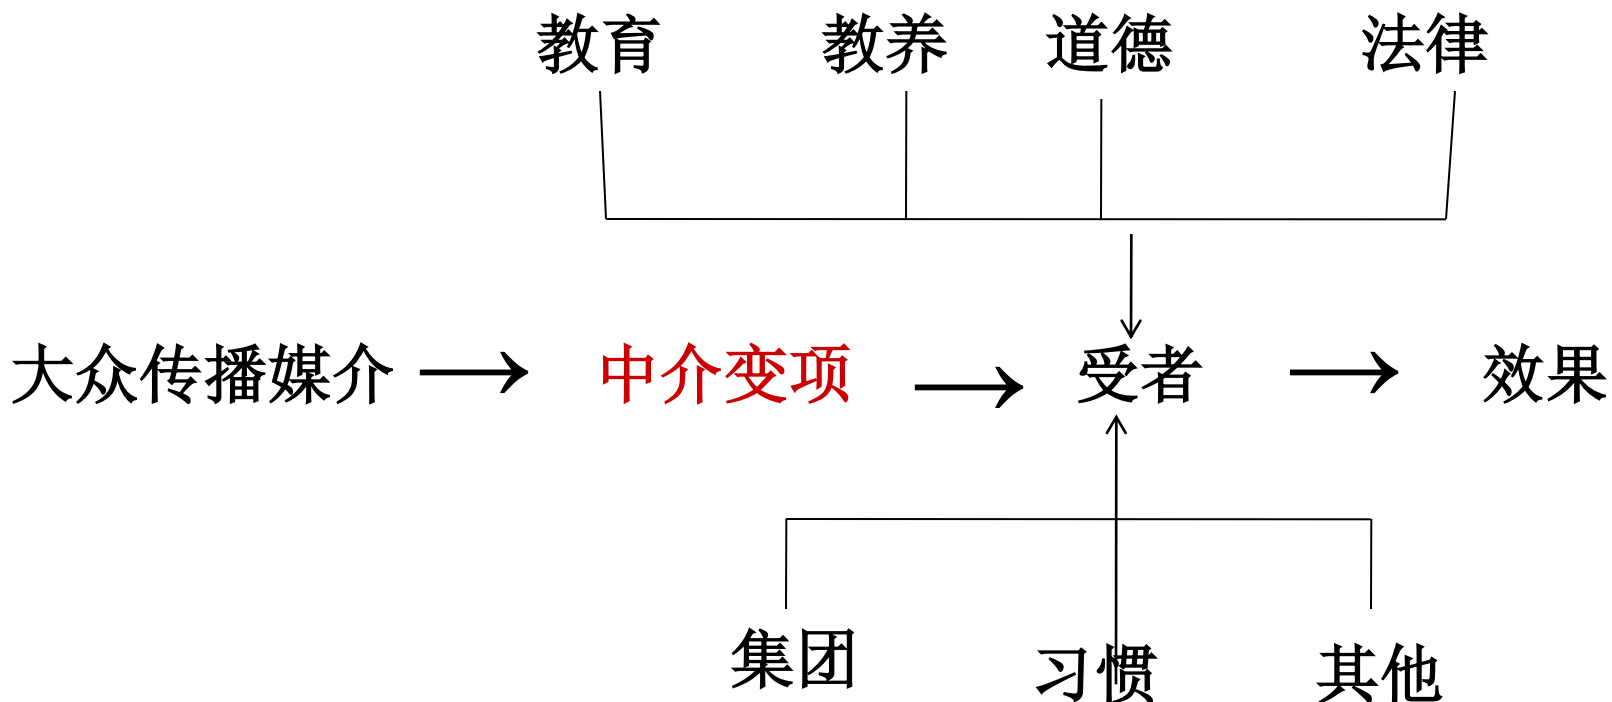 教育 教养 道德 法律
大众传播媒介 → 中介变项 → 受者 → 效果
集团 习惯 其他